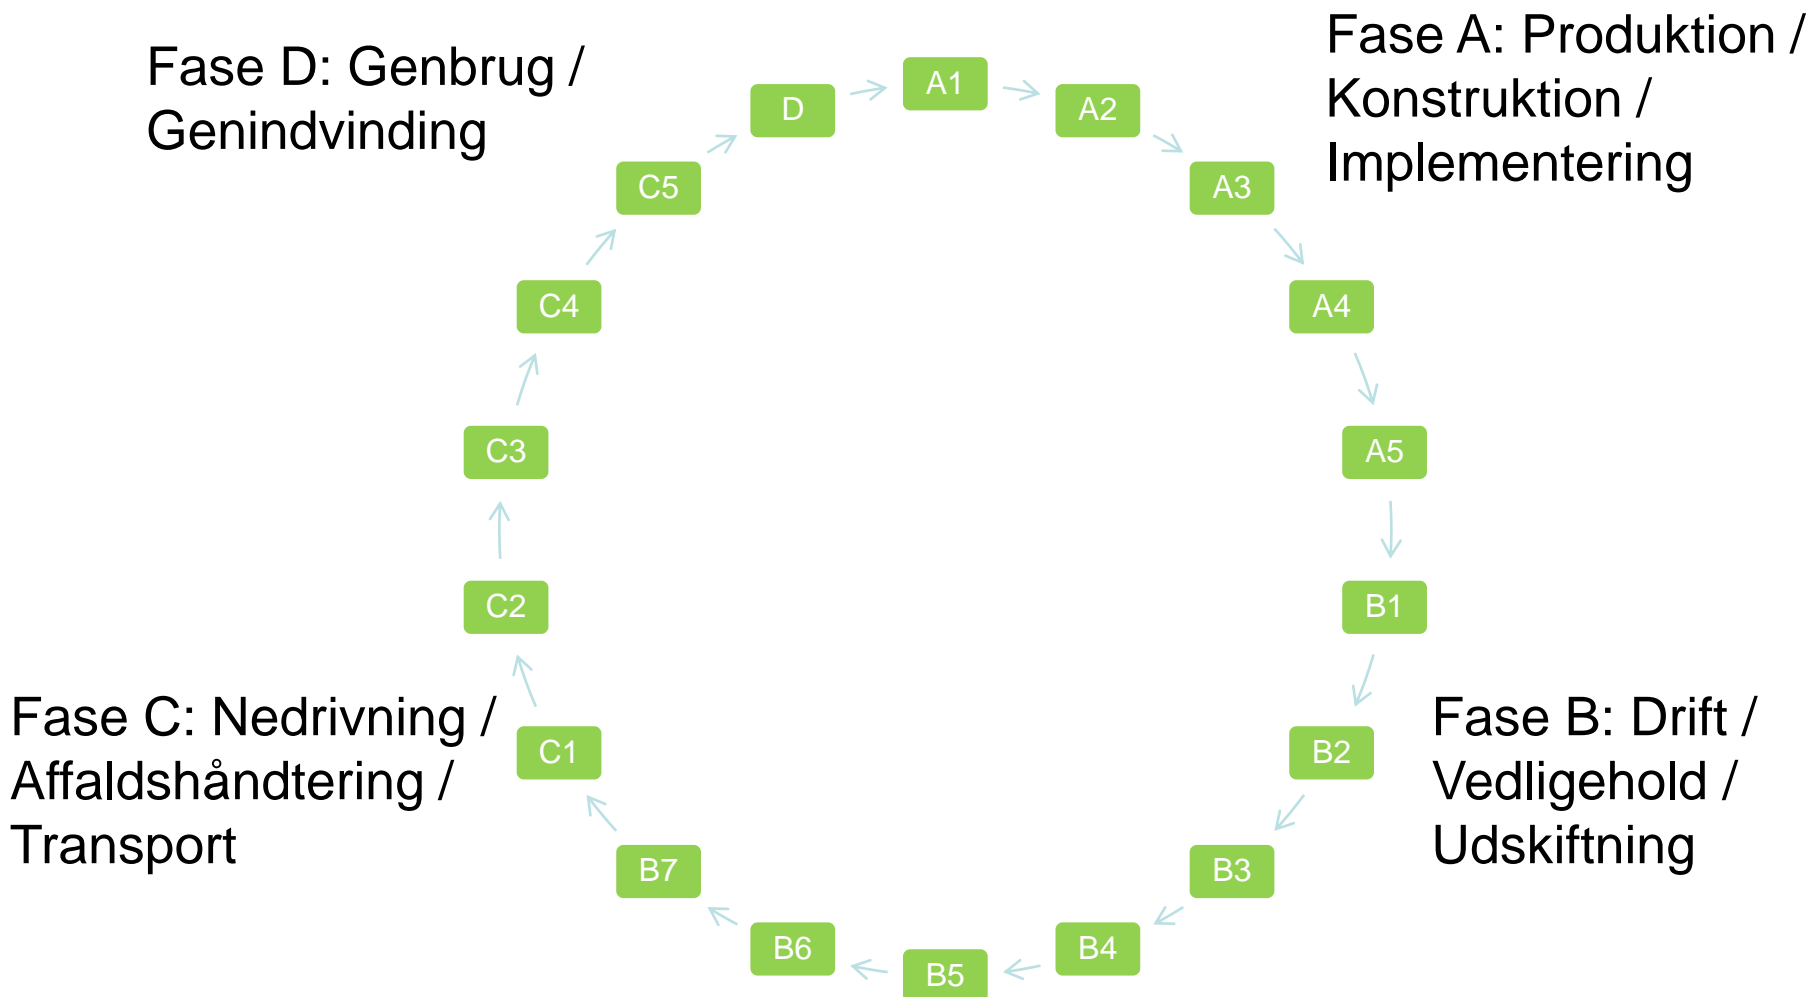 Fase D: Genbrug /
Genindvinding
Fase A: Produktion /
Konstruktion /
Implementering
A1
A2
A3
A4
A5
B1
B2
B3
B4
B5
B6
B7
C1
C2
C3
C4
C5
D
Fase B: Drift /
Vedligehold /
Udskiftning
Fase C: Nedrivning /
Affaldshåndtering /
Transport